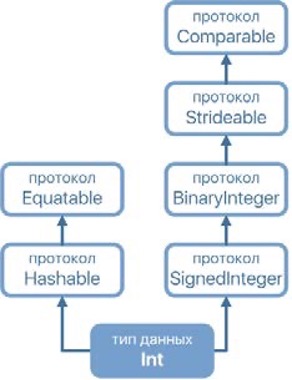 протокол
Comparable
протокол
Strideable
протокол
Equatable
протокол
BinaryInteger
протокол
Hashable
протокол
SignedInteger
тип данных
Int